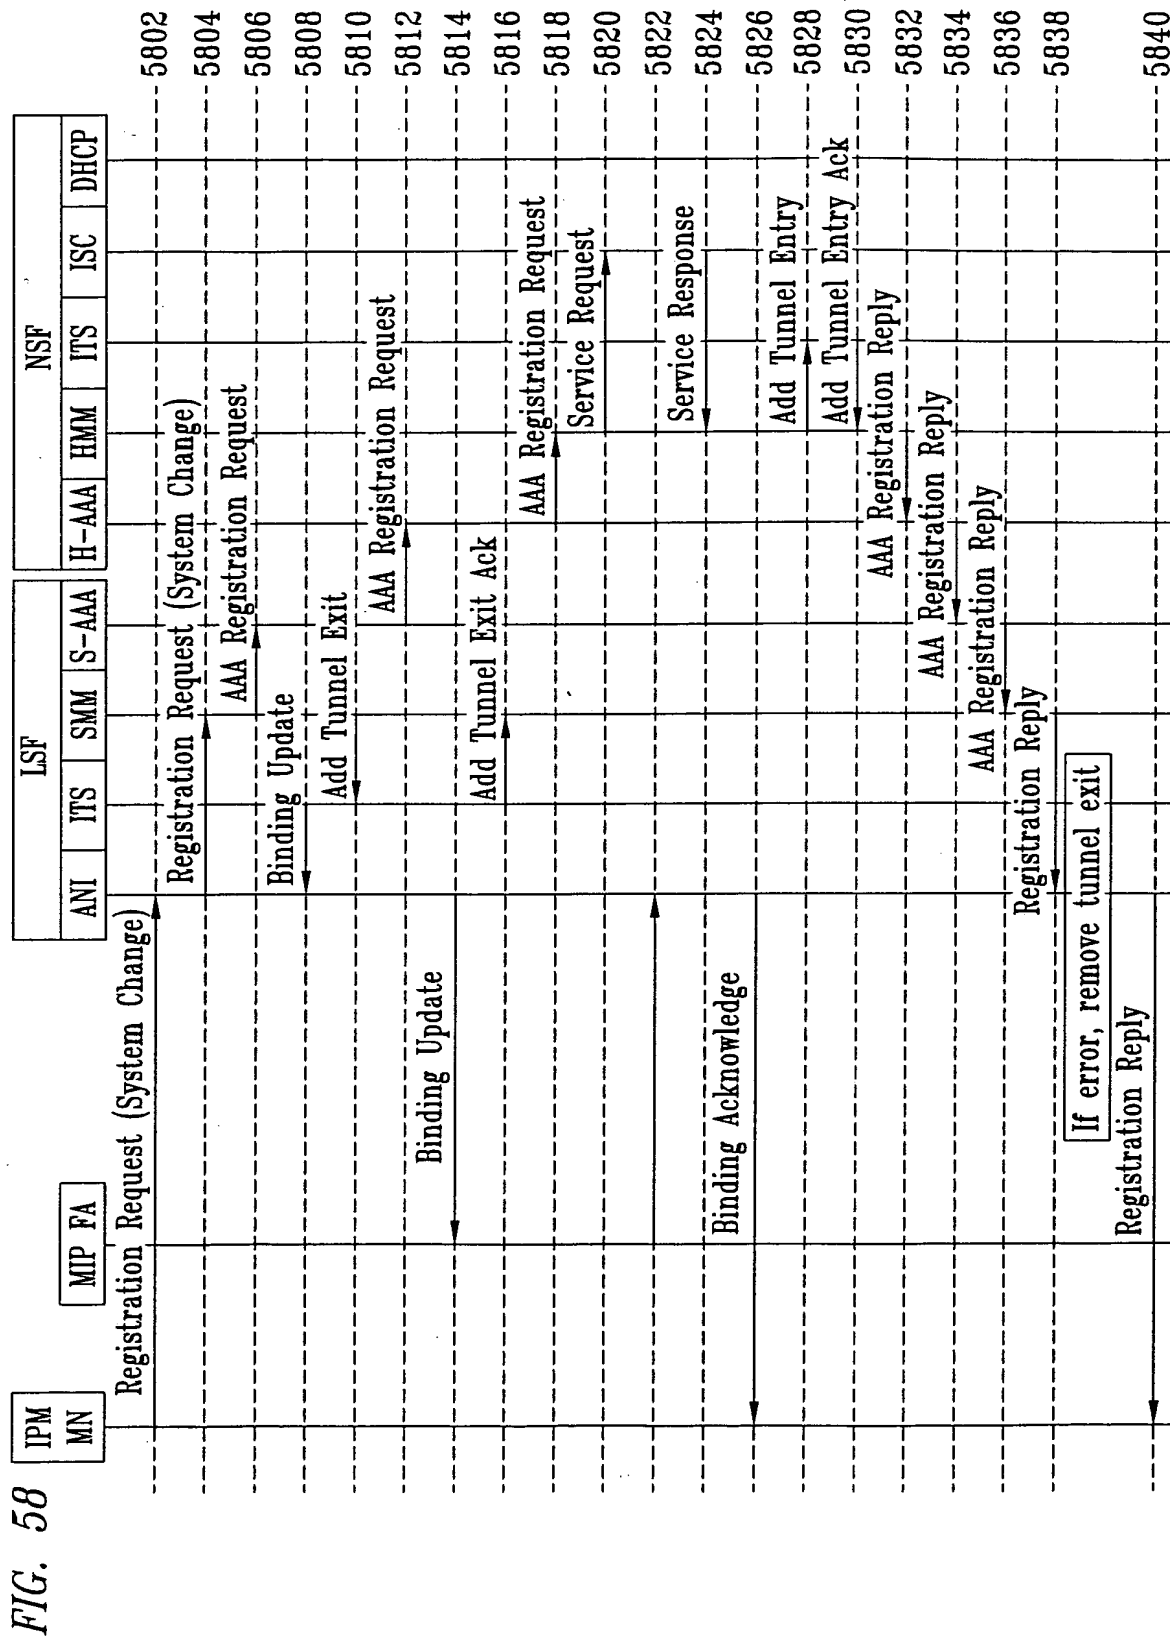 FIG. 58
IPM
MN
MIP FA
LSF
ANI
ITS
SMM
S-AAA
NSF
H-AAA
HMM
ITS
ISC
DHCP
Registration Request (System Change)
5802
Registration Request (System Change)
5804
AAA Registration Request
5806
Binding Update
5808
Add Tunnel Exit
5810
AAA Registration Request
5812
Binding Update
5814
Add Tunnel Exit Ack
5816
AAA Registration Request
5818
Service Request
5820
5822
Service Response
5824
Binding Acknowledge
5826
Add Tunnel Entry
5828
Add Tunnel Entry Ack
5830
AAA Registration Reply
5832
AAA Registration Reply
5834
AAA Registration Reply
5836
Registration Reply
5838
If error, remove tunnel exit
Registration Reply
5840